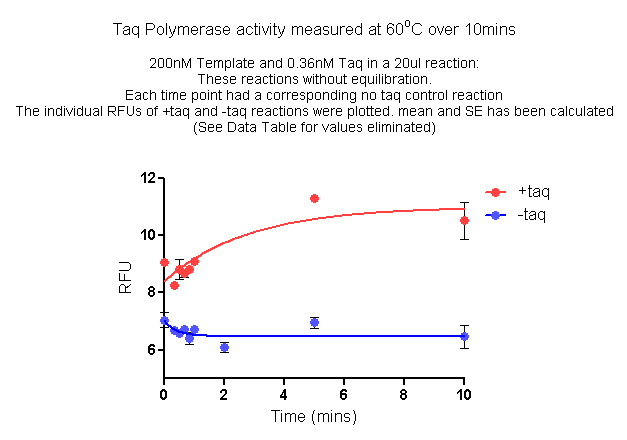 Taq Polymerase activity measured at 60⁰C over 10mins
200nM Template and 0.36nM Taq in a 20ul reaction:
These reactions without equilibration.
Each time point had a corresponding no taq control reaction
The individual RFUs of +taq and -taq reactions were plotted. mean and SE has been calculated
(See Data Table for values eliminated)
12
10
8
6
RFU
0 2 4 6 8 10
Time (mins)
+taq
-taq